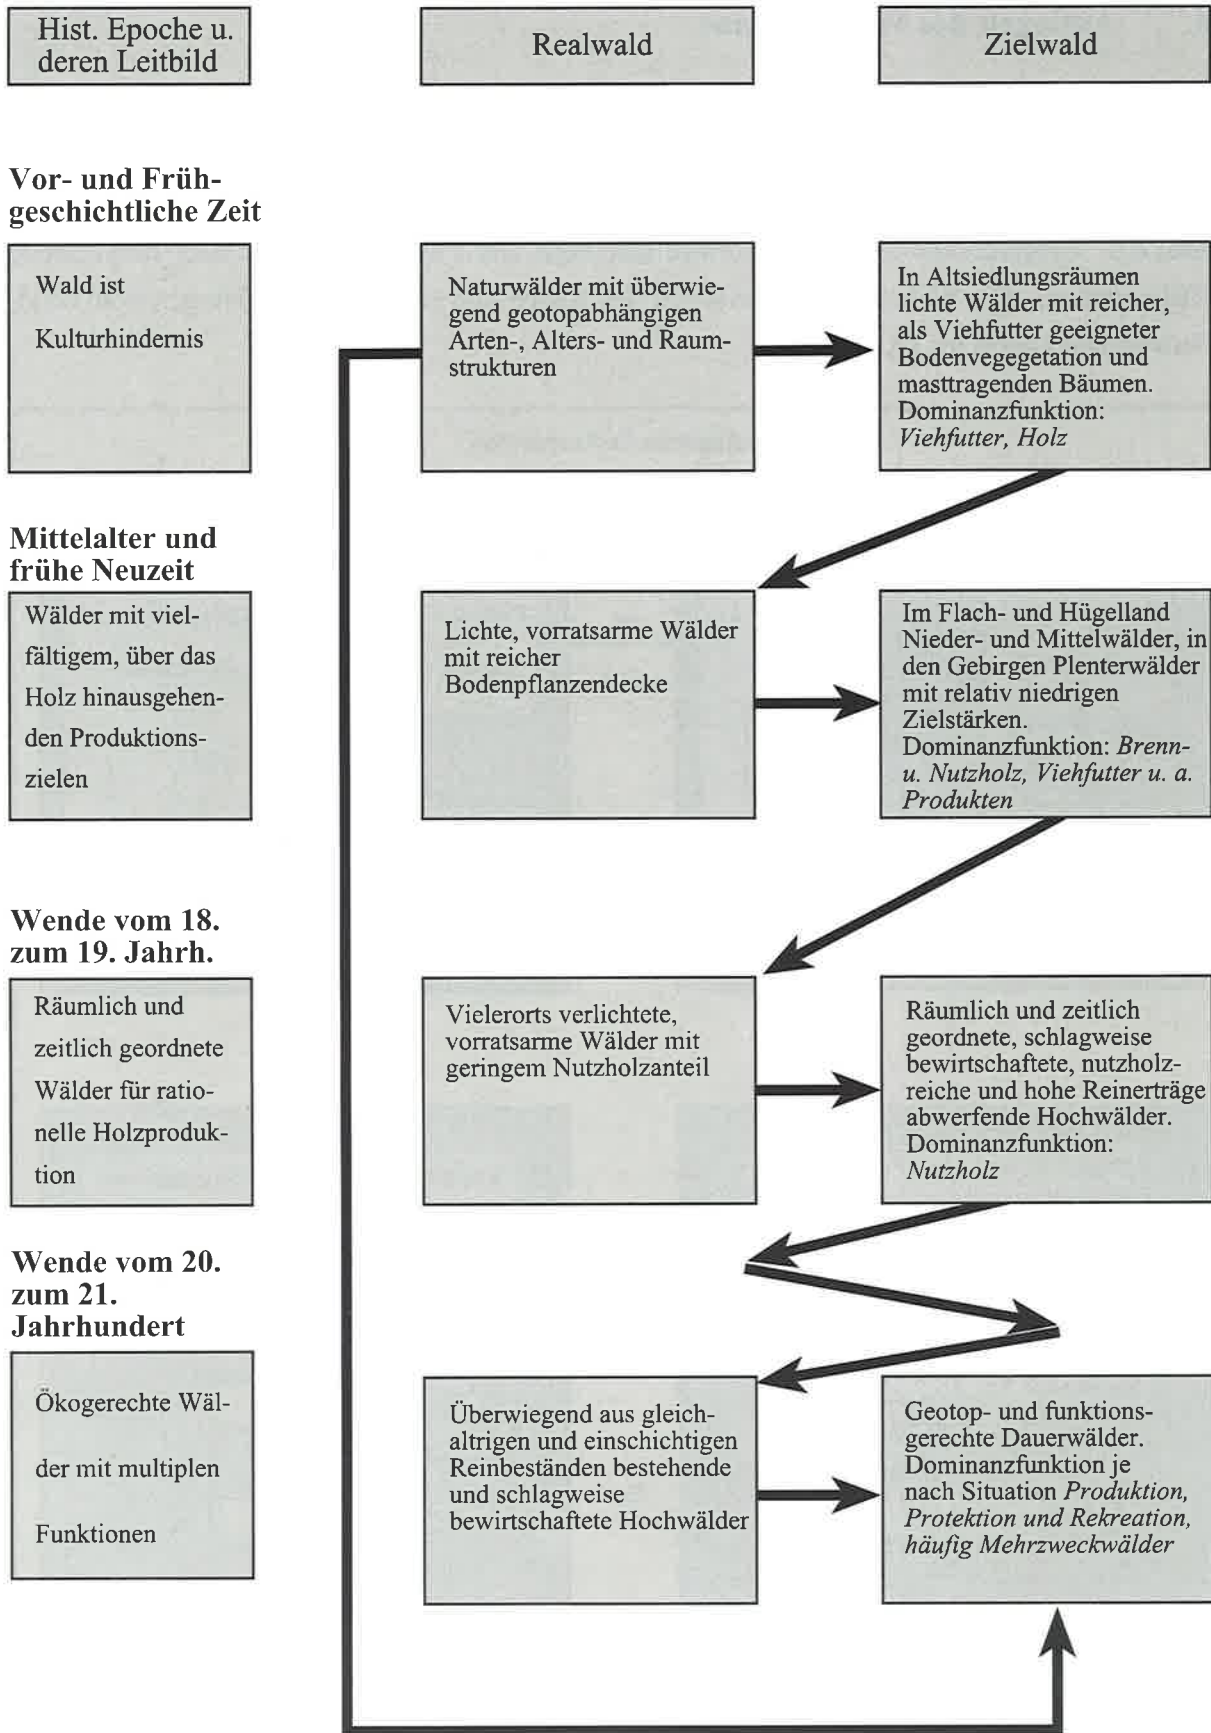 Hist. Epoche u.
deren Leitbild
Realwald
Zielwald
Vor- und Früh-
geschichtliche Zeit
Wald ist
Kulturhindernis
Naturwälder mit überwie-
gend geotopabhängigen
Arten-, Alters- und Raum-
strukturen
In Altsiedlungsräumen
lichte Wälder mit reicher,
als Viehfutter geeigneter
Bodenvegegetation und
masttragenden Bäumen.
Dominanzfunktion:
Viehfutter, Holz
Mittelalter und
frühe Neuzeit
Wälder mit viel-
fältigem, über das
Holz hinausgehen-
den Produktions-
zielen
Lichte, vorratsarme Wälder
mit reicher
Bodenpflanzendecke
Im Flach- und Hügelland
Nieder- und Mittelwälder, in
den Gebirgen Plenterwälder
mit relativ niedrigen
Zielstärken.
Dominanzfunktion: Brenn-
u. Nutzholz, Viehfutter u. a.
Produkten
Wende vom 18.
zum 19. Jahrh.
Räumlich und
zeitlich geordnete
Wälder für ratio-
nelle Holzproduk-
tion
Vielerorts verlichtete,
vorratsarme Wälder mit
geringem Nutzholzanteil
Räumlich und zeitlich
geordnete, schlagweise
bewirtschaftete, nutzholz-
reiche und hohe Reinerträge
abwerfende Hochwälder.
Dominanzfunktion:
Nutzholz
Wende vom 20.
zum 21.
Jahrhundert
Ökogerechte Wäl-
der mit multiplen
Funktionen
Überwiegend aus gleich-
altrigen und einschichtigen
Reinbeständen bestehende
und schlagweise
bewirtschaftete Hochwälder
Geotop- und funktions-
gerechte Dauerwälder.
Dominanzfunktion je
nach Situation Produktion,
Protektion und Rekreation,
häufig Mehrzweckwälder